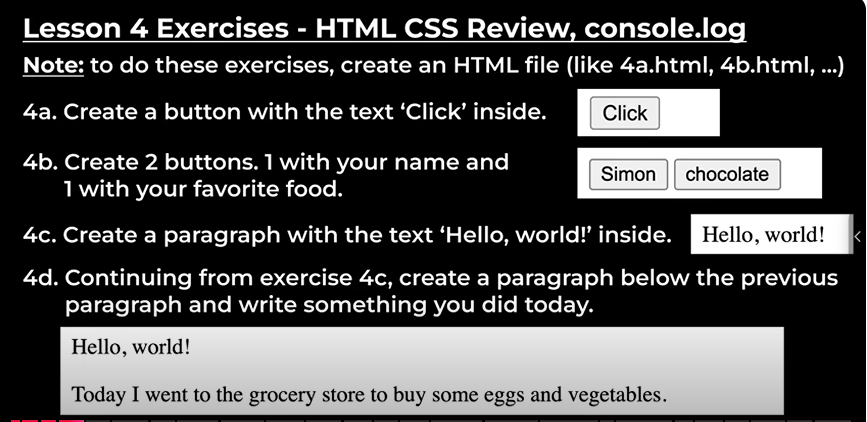 Lesson 4 Exercises - HTML CSS Review, console.log
Note: to do these exercises, create an HTML file (like 4a.html, 4b.html, ...)
4a. Create a button with the text ‘Click’ inside.
Click
4b. Create 2 buttons. 1 with your name and
1 with your favorite food.
Simon chocolate
4c. Create a paragraph with the text ‘Hello, world!’ inside.
Hello, world!
4d. Continuing from exercise 4c, create a paragraph below the previous
paragraph and write something you did today.
Hello, world!
Today I went to the grocery store to buy some eggs and vegetables.